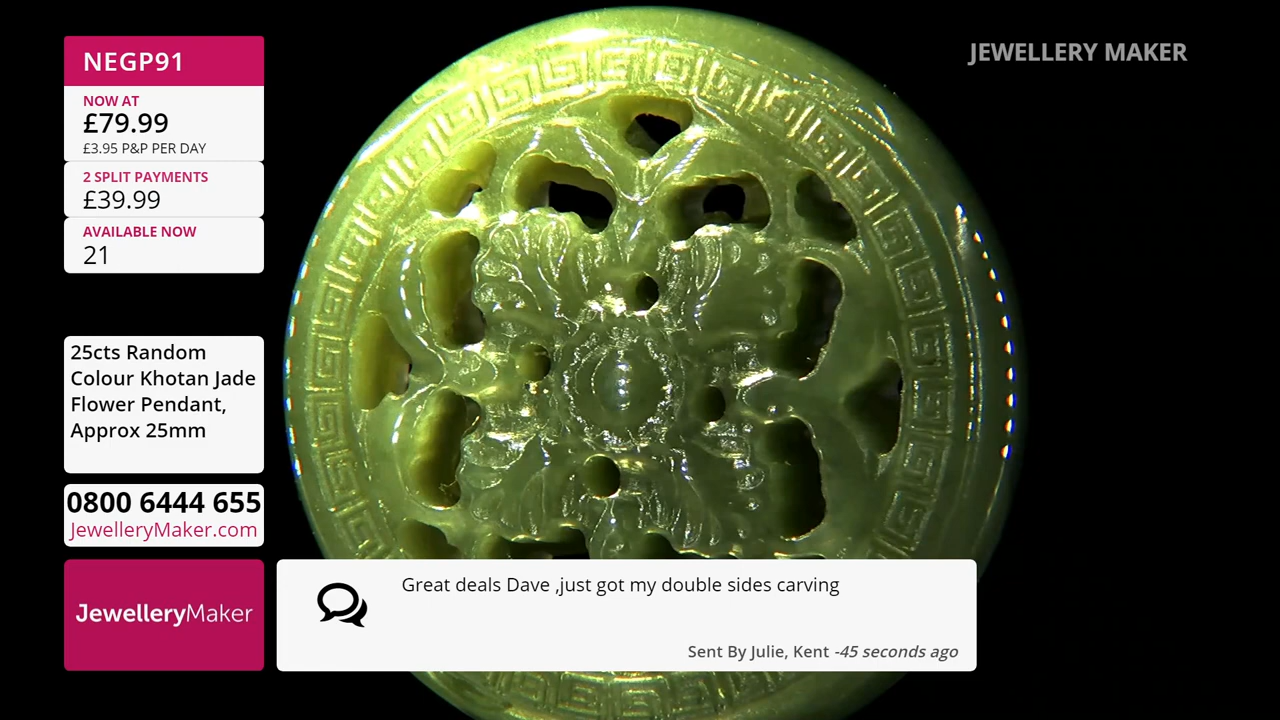 NEGP91
NOW AT
£79.99
£3.95 P&P PER DAY
2 SPLIT PAYMENTS
£39.99
AVAILABLE NOW
21
25cts Random
Colour Khotan Jade
Flower Pendant,
Approx 25mm
0800 6444 655
JewelleryMaker.com
JewelleryMaker
JEWELLERY MAKER
Great deals Dave ,just got my double sides carving
Sent By Julie, Kent -45 seconds ago